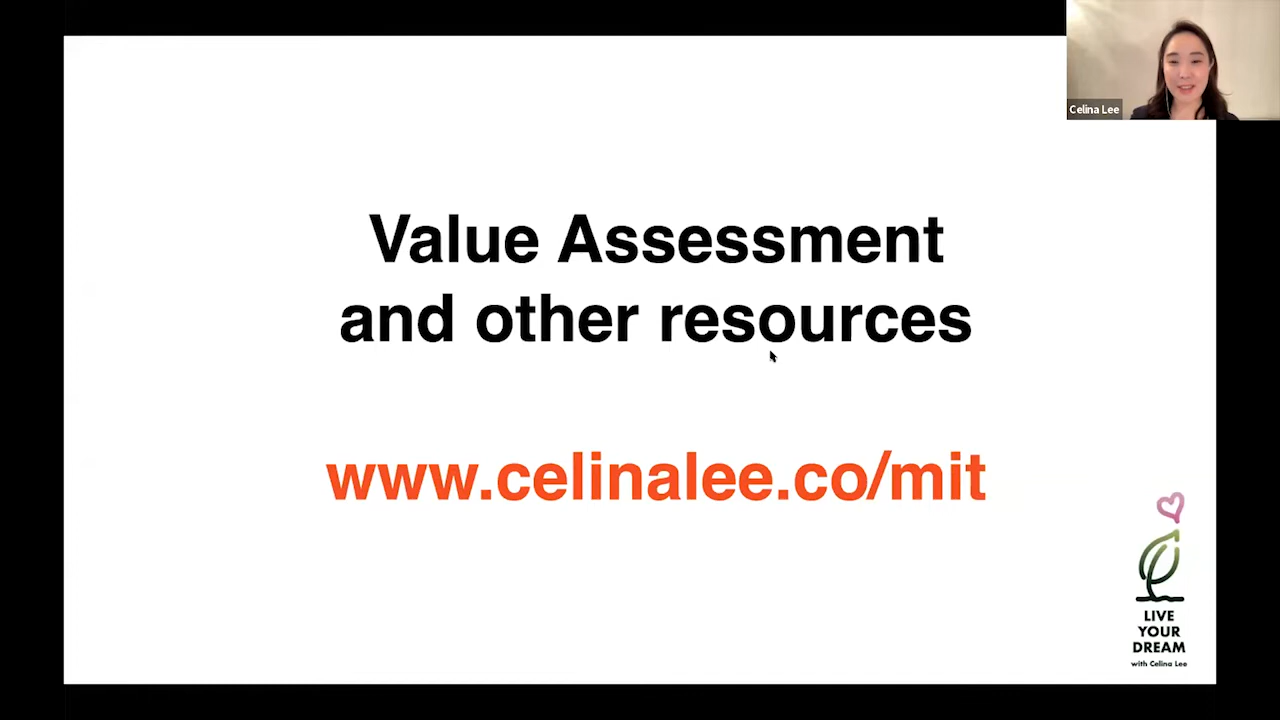 Celina Lee
Value Assessment
and other resources
www.celinalee.co/mit
LIVE
YOUR
DREAM
with Celina Lee